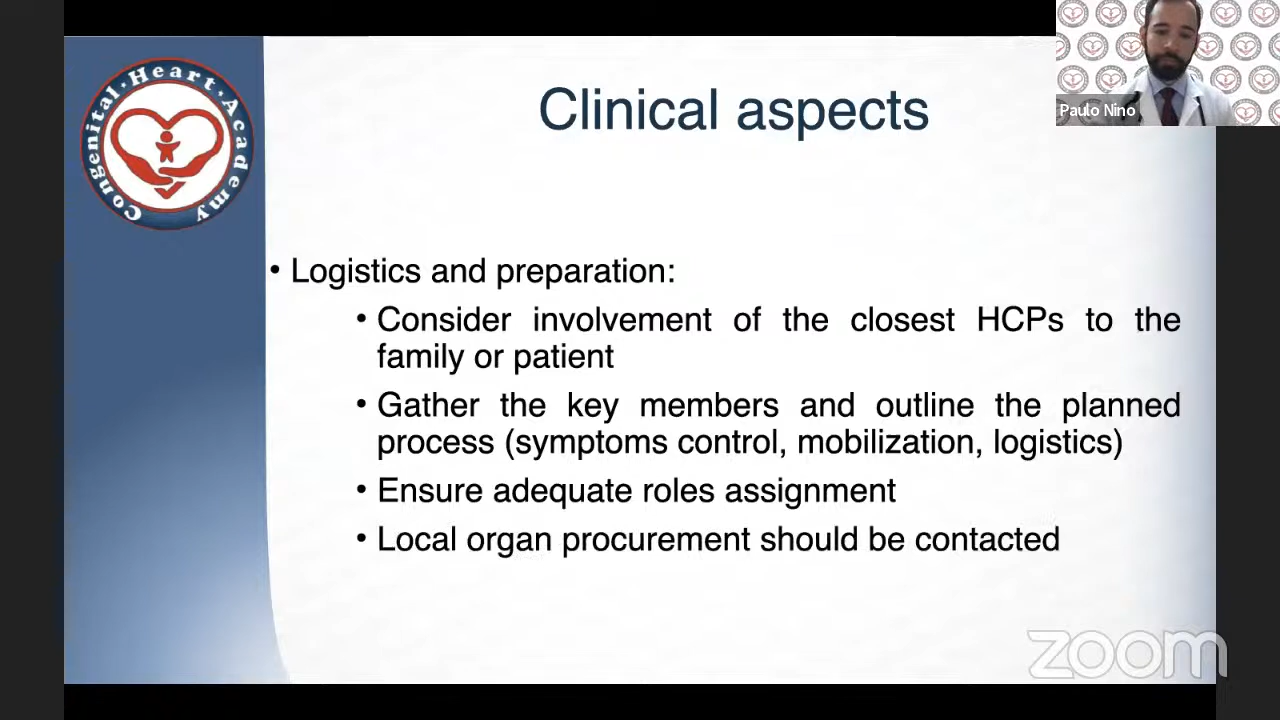 Congenital · Heart · Academy
Clinical aspects
Paulo Nino
• Logistics and preparation:
• Consider involvement of the closest HCPs to the
family or patient
• Gather the key members and outline the planned
process (symptoms control, mobilization, logistics)
• Ensure adequate roles assignment
• Local organ procurement should be contacted
zoom